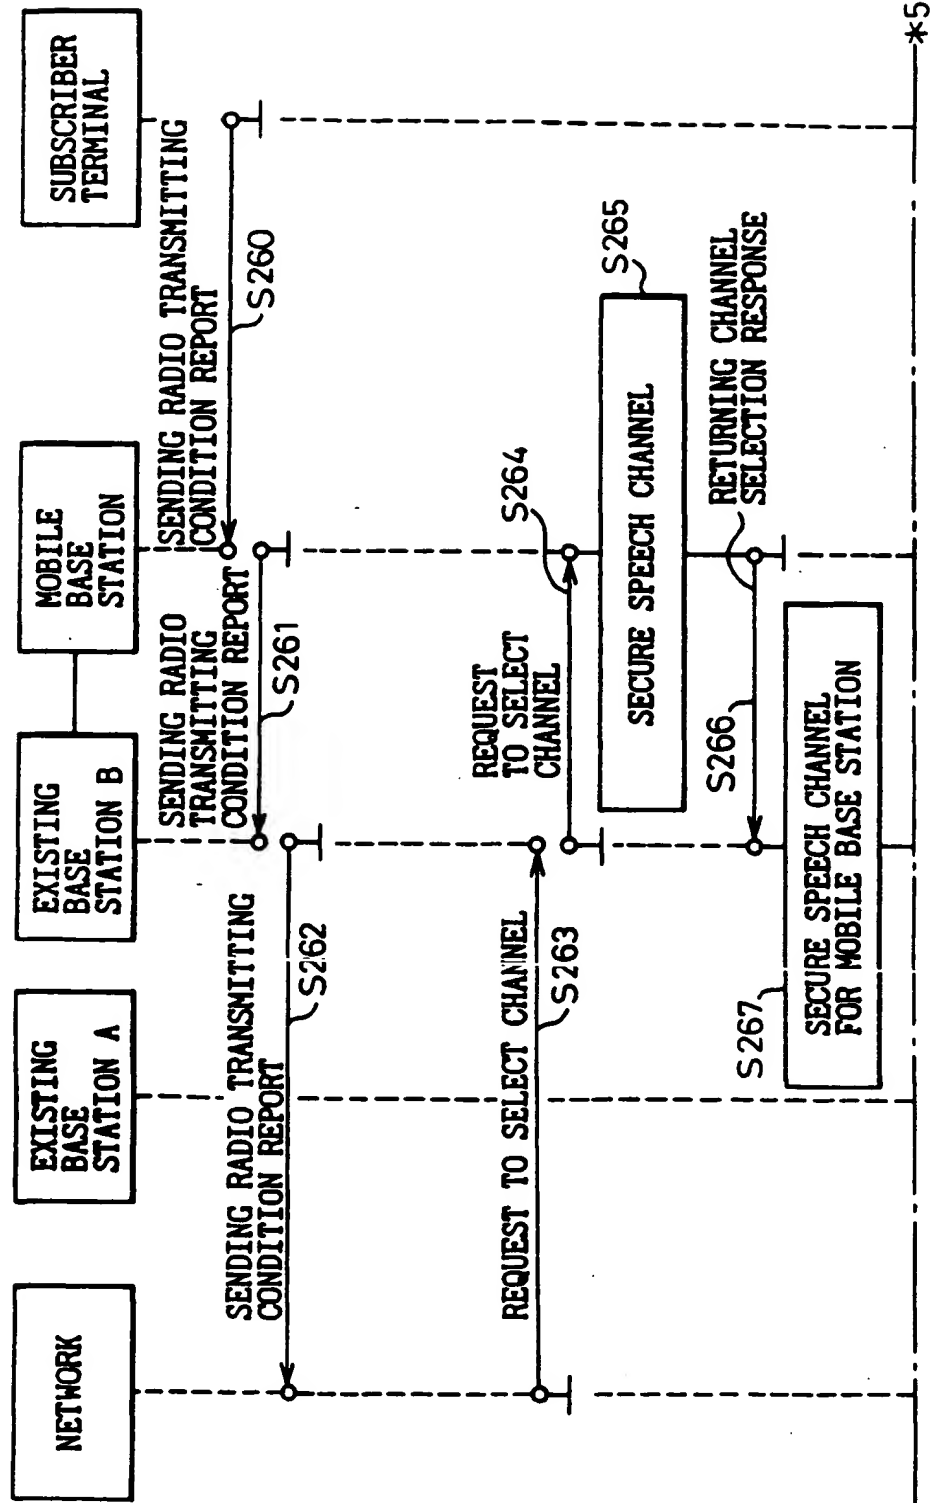 NETWORK
EXISTING
BASE
STATION A
EXISTING
BASE
STATION B
MOBILE
BASE
STATION
SUBSCRIBER
TERMINAL
SENDING RADIO TRANSMITTING
CONDITION REPORT
S260
SENDING RADIO
TRANSMITTING
CONDITION REPORT
S261
SENDING RADIO TRANSMITTING
CONDITION REPORT
S262
REQUEST TO SELECT CHANNEL
S263
REQUEST
TO SELECT
CHANNEL
S264
SECURE SPEECH CHANNEL
S265
RETURNING CHANNEL
SELECTION RESPONSE
S266
S267
SECURE SPEECH CHANNEL
FOR MOBILE BASE STATION
*5